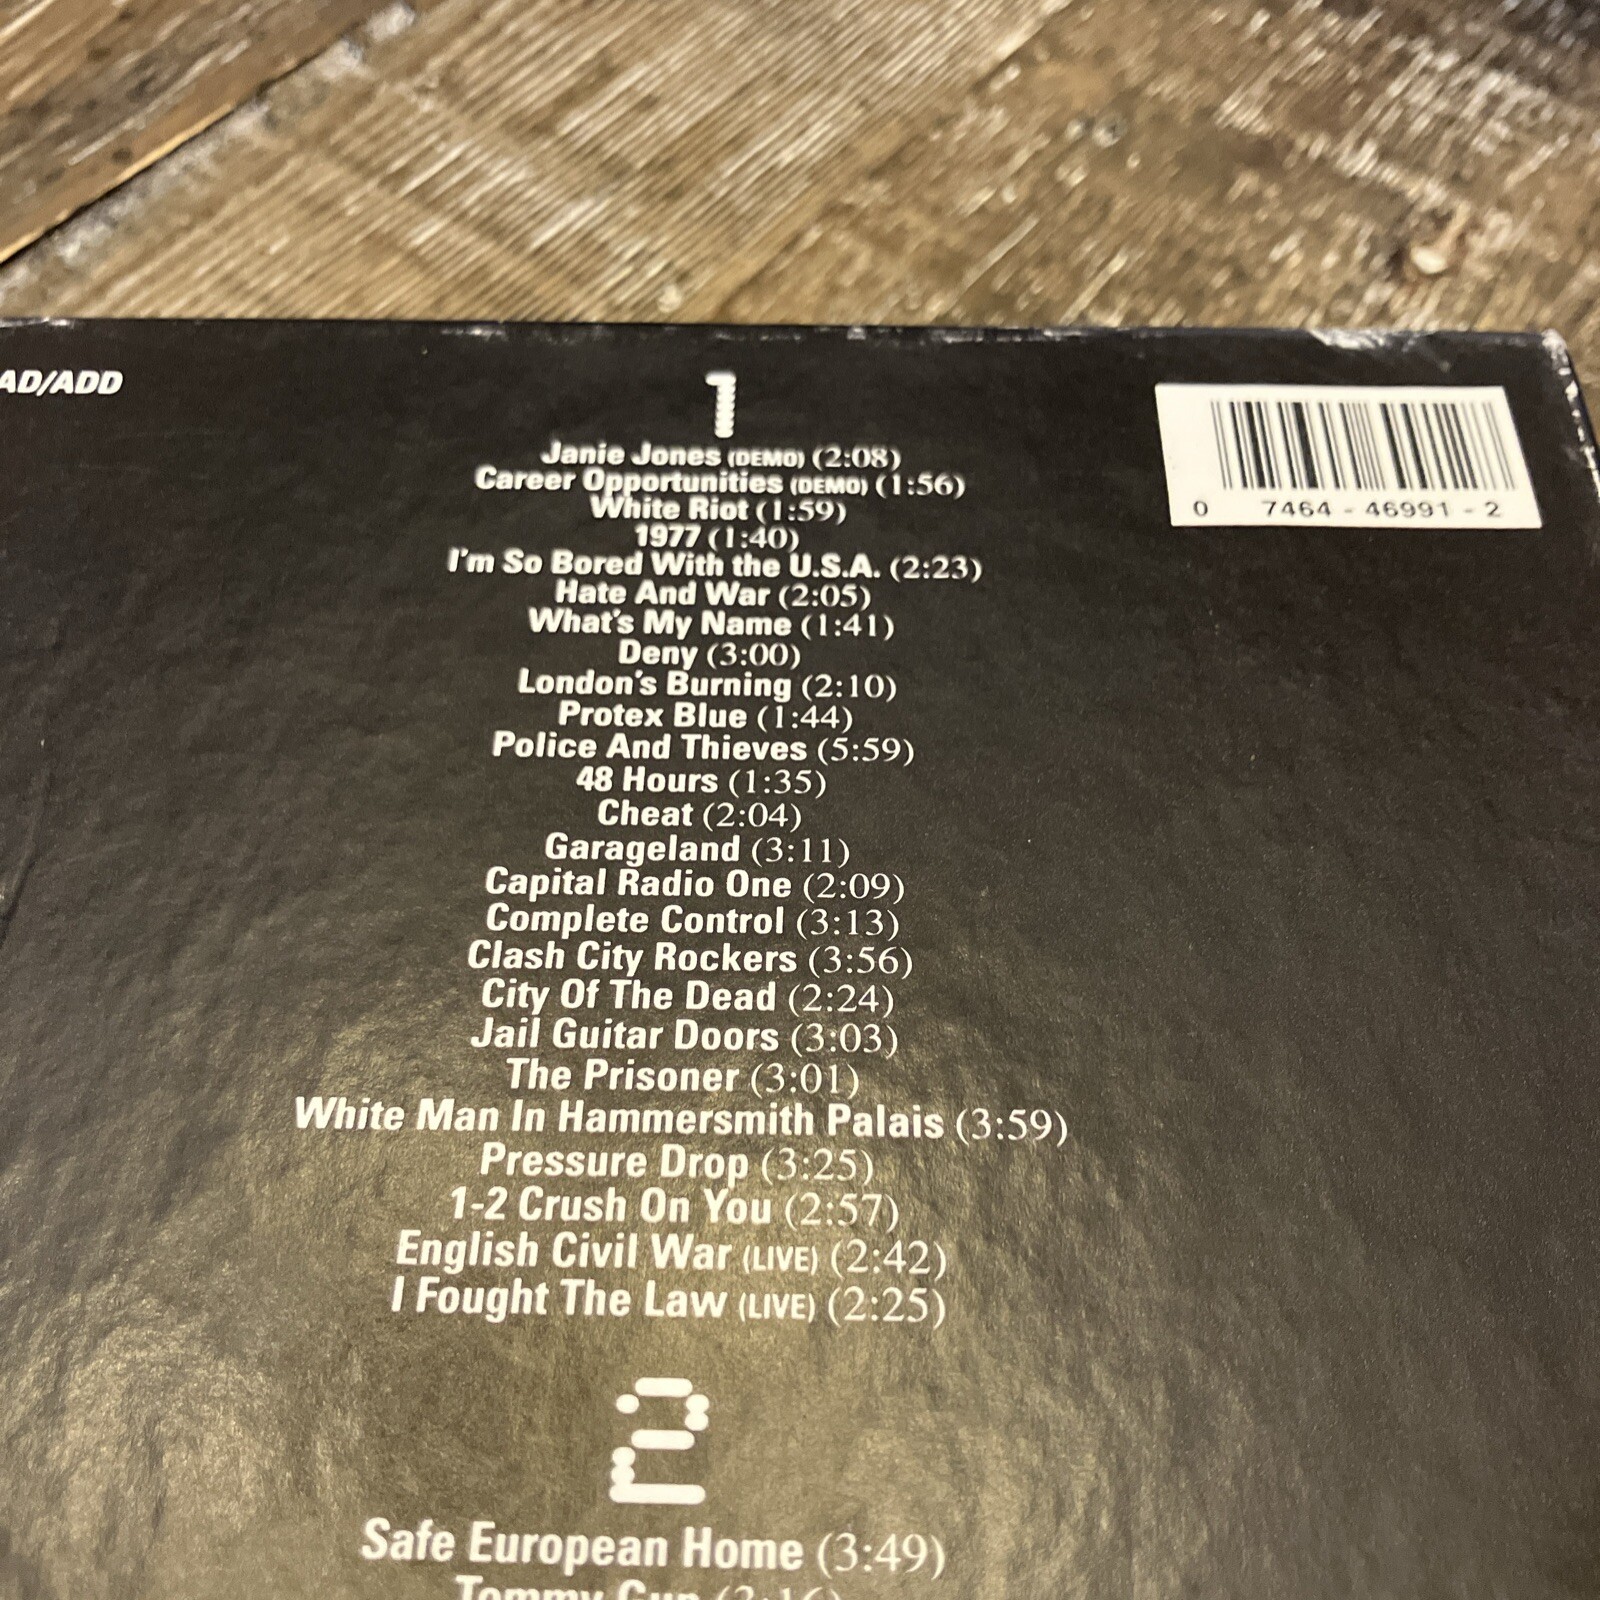 AD/ADD
1
Janie Jones (DEMO) (2:08)
Career Opportunities (DEMO) (1:56)
White Riot (1:59)
1977 (1:40)
I'm So Bored With the U.S.A. (2:23)
Hate And War (2:05)
What's My Name (1:41)
Deny (3:00)
London's Burning (2:10)
Protex Blue (1:44)
Police And Thieves (5:59)
48 Hours (1:35)
Cheat (2:04)
Garageland (3:11)
Capital Radio One (2:09)
Complete Control (3:13)
Clash City Rockers (3:56)
City Of The Dead (2:24)
Jail Guitar Doors (3:03)
The Prisoner (3:01)
White Man In Hammersmith Palais (3:59)
Pressure Drop (3:25)
1-2 Crush On You (2:57)
English Civil War (LIVE) (2:42)
I Fought The Law (LIVE) (2:25)
2
Safe European Home (3:49)
Tommy Gun (3:16)
0 7464 - 46991 - 2